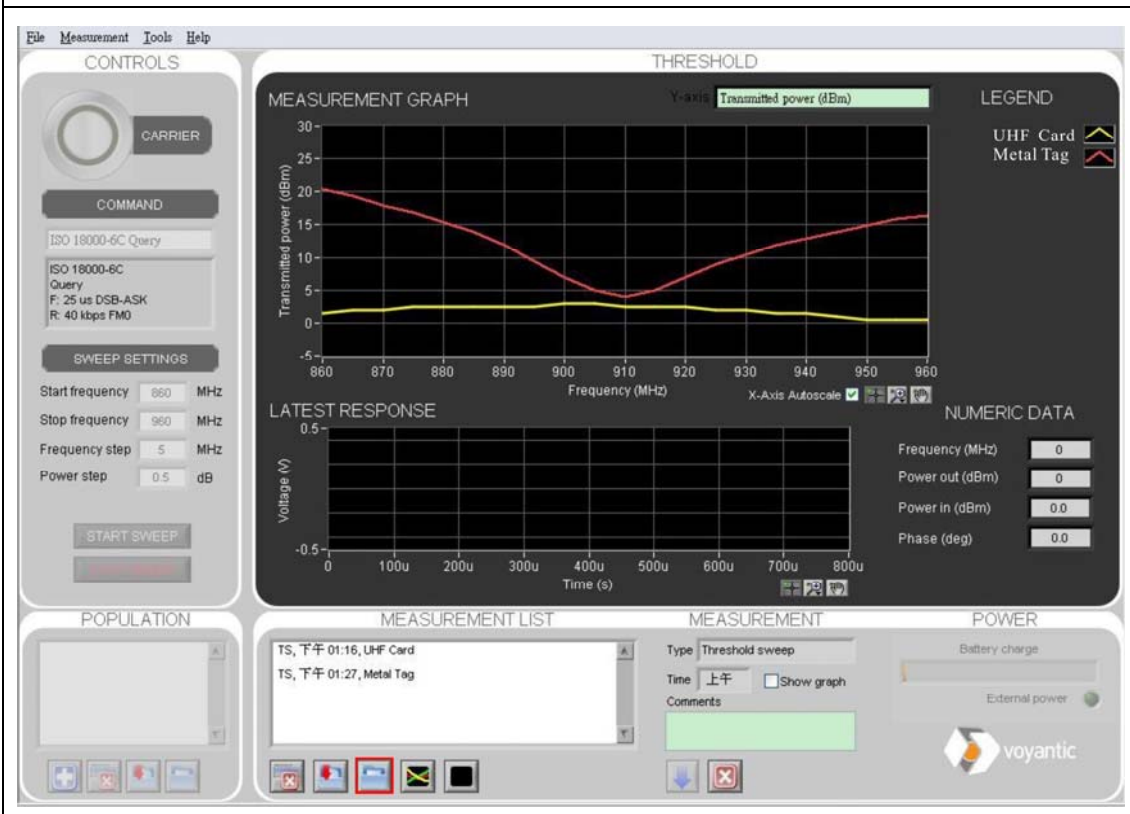 File Measurement Tools Help
CONTROLS
CARRIER
COMMAND
ISO 18000-6C Query
ISO 18000-6C
Query
F: 25 us DSB-ASK
R: 40 kbps FM0
SWEEP SETTINGS
Start frequency 860 MHz
Stop frequency 960 MHz
Frequency step 5 MHz
Power step 0.5 dB
START SWEEP
THRESHOLD
MEASUREMENT GRAPH
Y-axis Transmitted power (dBm)
LEGEND
UHF Card
Metal Tag
Transmitted power (dBm)
30
25
20
15
10
5
0
-5
860 870 880 890 900 910 920 930 940 950 960
Frequency (MHz)
X-Axis Autoscale
LATEST RESPONSE
Voltage (V)
0.5
-0.5
0 100u 200u 300u 400u 500u 600u 700u 800u
Time (s)
NUMERIC DATA
Frequency (MHz) 0
Power out (dBm) 0
Power in (dBm) 0.0
Phase (deg) 0.0
POPULATION
MEASUREMENT LIST
TS, 下午 01:16, UHF Card
TS, 下午 01:27, Metal Tag
MEASUREMENT
Type Threshold sweep
Time 上午 Show graph
Comments
POWER
Battery charge
External power
voyantic